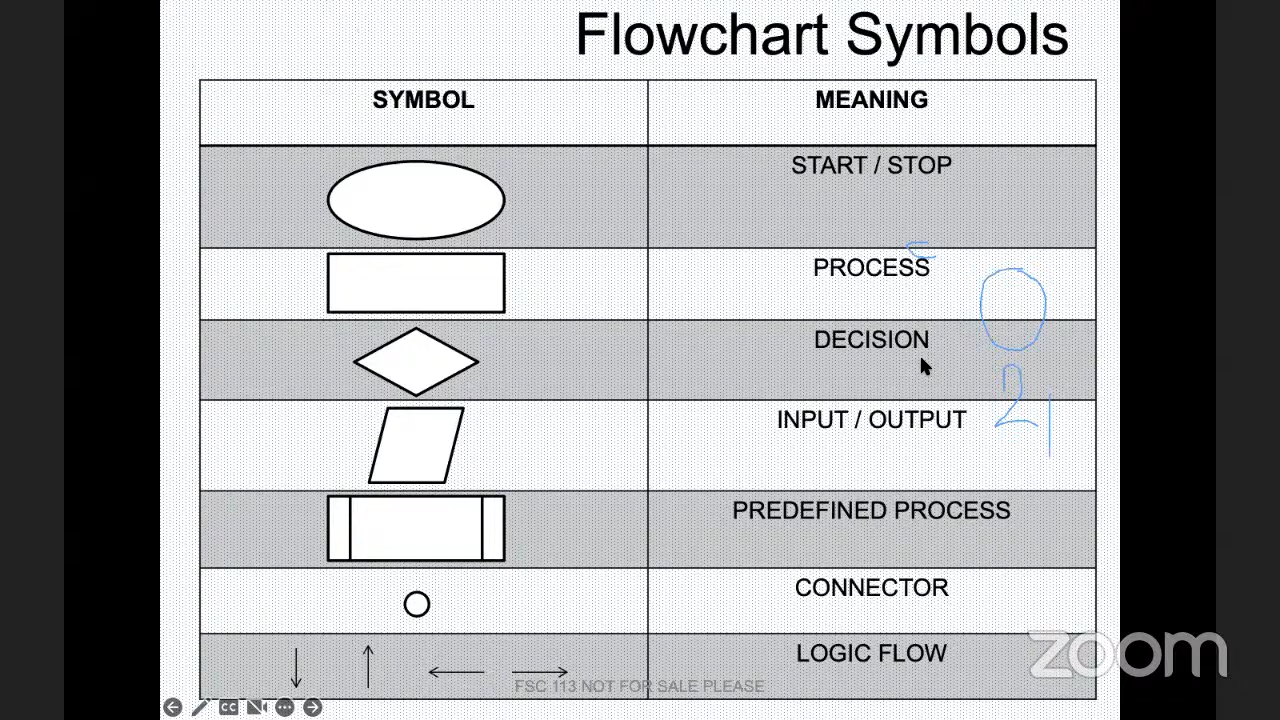 Flowchart Symbols
SYMBOL MEANING
START / STOP
PROCESS
DECISION
INPUT / OUTPUT
PREDEFINED PROCESS
CONNECTOR
LOGIC FLOW
FSC 113 NOT FOR SALE PLEASE
zoom
CC